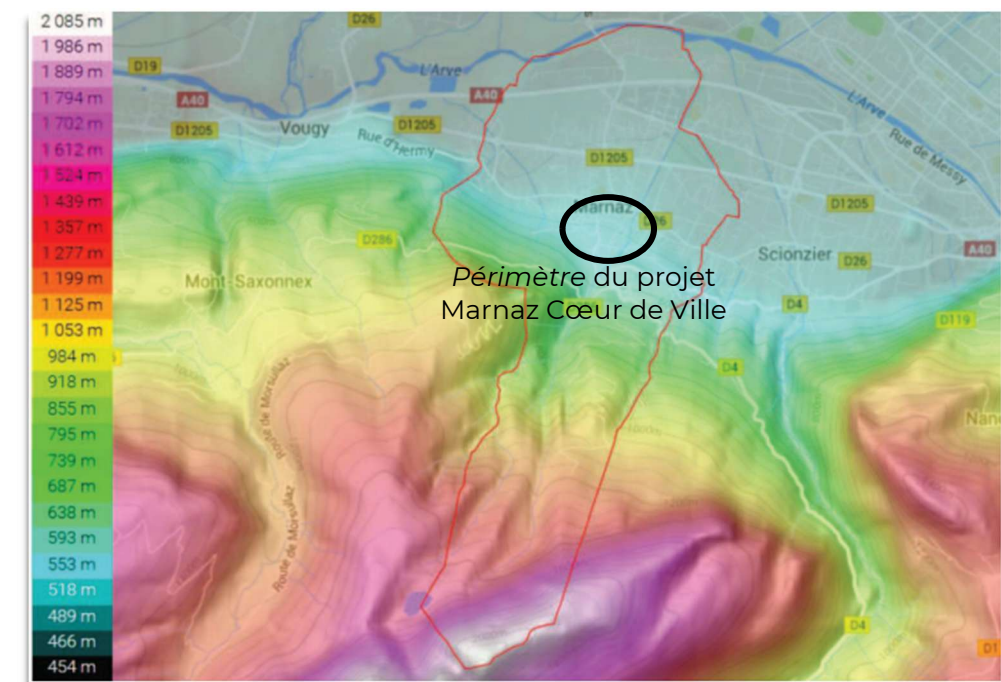 2 085 m
1 986 m
1 889 m
1 794 m
1 702 m
1 612 m
1 524 m
1 439 m
1 357 m
1 277 m
1 199 m
1 125 m
1 053 m
984 m
918 m
855 m
795 m
739 m
687 m
638 m
593 m
553 m
518 m
489 m
466 m
454 m
D26
D19
L'Arve
A40
A40
L'Arve
D1205
Vougy
D1205
Rue d'Hermy
Rue de Messy
D1205
Marnaz
D26
D1205
D286
Scionzier
D26
A40
Mont-Saxonnex
Périmètre du projet
Marnaz Cœur de Ville
D4
D119
D4
Route de Morsullaz
Route de Morsullaz
D4